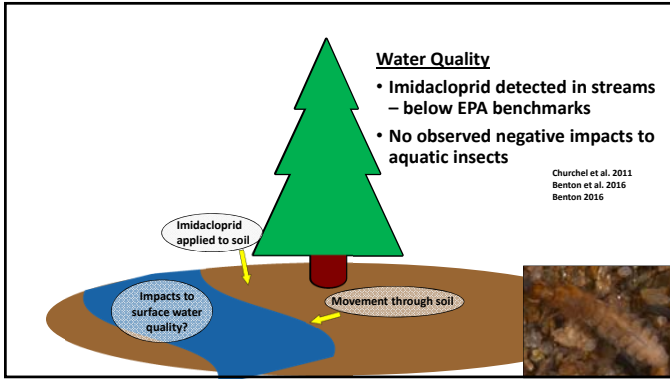 Water Quality
• Imidacloprid detected in streams
– below EPA benchmarks
• No observed negative impacts to
aquatic insects
Churchel et al. 2011
Benton et al. 2016
Benton 2016
Imidacloprid
applied to soil
Impacts to
surface water
quality?
Movement through soil